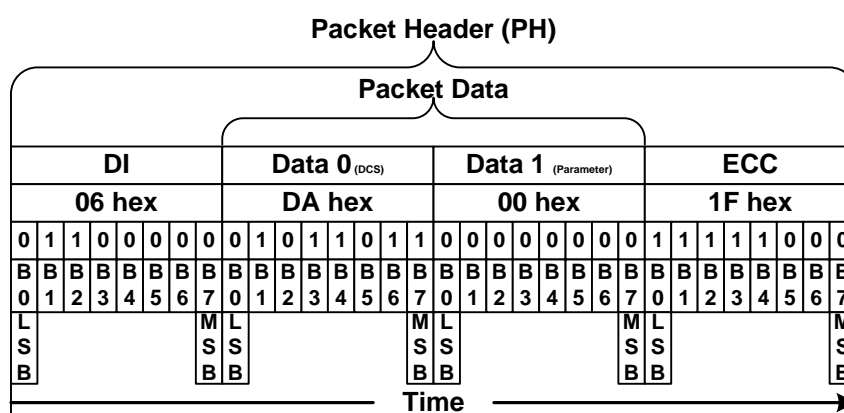 Packet Header (PH)
Packet Data
DI Data 0 (DCS) Data 1 (Parameter) ECC
06 hex DA hex 00 hex 1F hex
0 1 1 0 0 0 0 0 0 1 0 1 1 0 1 1 0 0 0 0 0 0 0 0 1 1 1 1 1 0 0 0
B B B B B B B B B B B B B B B B B B B B B B B B B B B B B B B B
0 1 2 3 4 5 6 7 0 1 2 3 4 5 6 7 0 1 2 3 4 5 6 7 0 1 2 3 4 5 6 7
L M L M L M L M
S S S S S S S S
B B B B B B B B
Time